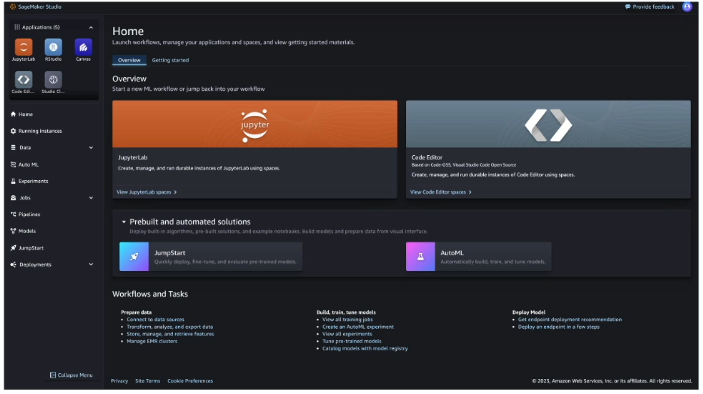 SageMaker Studio
Provide feedback
Applications (5)
JupyterLab
RStudio
Canvas
Code Edi...
Studio Cl...
Home
Running instances
Data
Auto ML
Experiments
Jobs
Pipelines
Models
JumpStart
Deployments
Collapse Menu
Home
Launch workflows, manage your applications and spaces, and view getting started materials.
Overview
Getting started
Overview
Start a new ML workflow or jump back into your workflow
jupyter
JupyterLab
Create, manage, and run durable instances of JupyterLab using spaces.
View JupyterLab spaces
Code Editor
Based on Code-OSS, Visual Studio Code Open Source
Create, manage, and run durable instances of Code Editor using spaces.
View Code Editor spaces
Prebuilt and automated solutions
Deploy built-in algorithms, pre-built solutions, and example notebooks. Build models and prepare data from visual interface.
JumpStart
Quickly deploy, fine-tune, and evaluate pre-trained models.
AutoML
Automatically build, train, and tune models.
Workflows and Tasks
Prepare data
Connect to data sources
Transform, analyze, and export data
Store, manage, and retrieve features
Manage EMR clusters
Build, train, tune models
View all training jobs
Create an AutoML experiment
View all experiments
Tune pre-trained models
Catalog models with model registry
Deploy Model
Get endpoint deployment recommendation
Deploy an endpoint in a few steps
Privacy
Site Terms
Cookie Preferences
© 2023, Amazon Web Services, Inc. or its affiliates. All rights reserved.